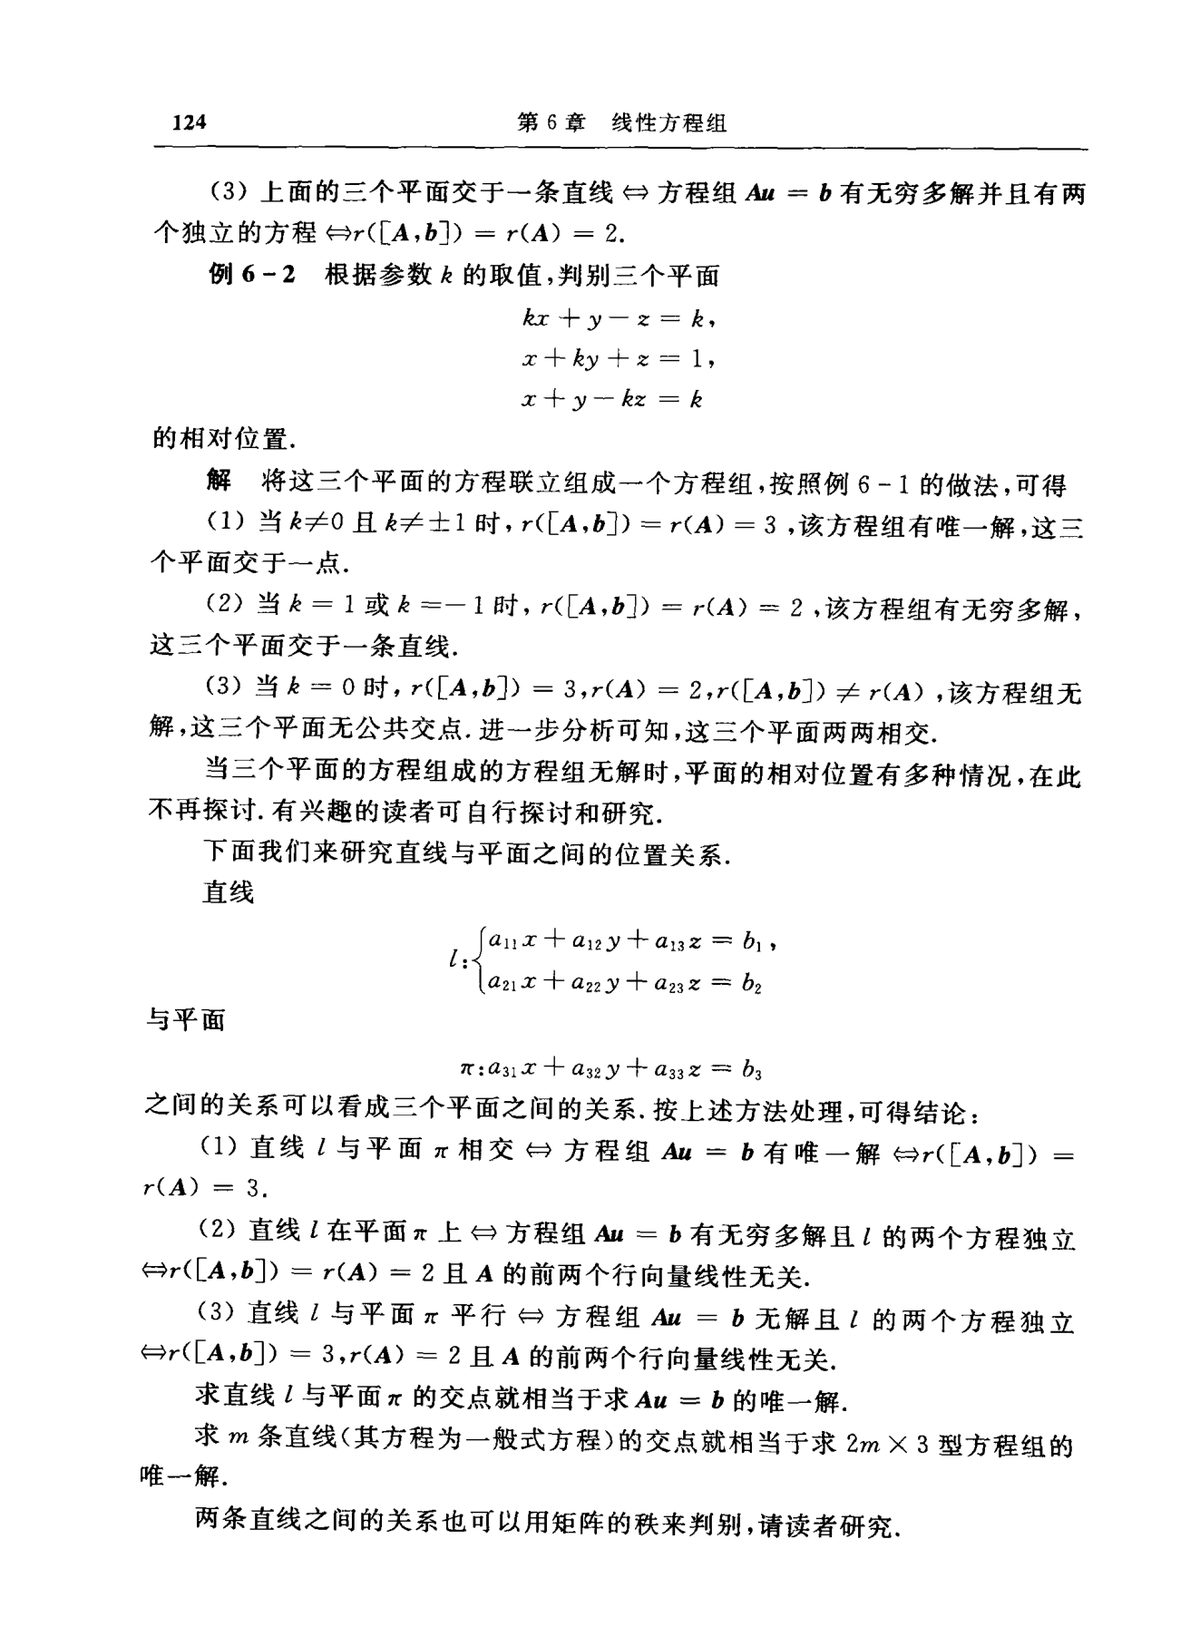 124 第 6 章 线性方程组
(3) 上面的三个平面交于一条直线 ⇔ 方程组 Au = b 有无穷多解并且有两
个独立的方程 ⇔r([A,b]) = r(A) = 2.
例 6-2 根据参数 k 的取值,判别三个平面
kx + y − z = k,
x + ky + z = 1,
x + y − kz = k
的相对位置.
解 将这三个平面的方程联立组成一个方程组,按照例 6-1 的做法,可得
(1) 当 k≠0 且 k≠±1 时, r([A,b]) = r(A) = 3 ,该方程组有唯一解,这三
个平面交于一点.
(2) 当 k = 1 或 k =−1 时, r([A,b]) = r(A) = 2 ,该方程组有无穷多解,
这三个平面交于一条直线.
(3) 当 k = 0 时, r([A,b]) = 3,r(A) = 2,r([A,b]) ≠ r(A) ,该方程组无
解,这三个平面无公共交点. 进一步分析可知,这三个平面两两相交.
当三个平面的方程组成的方程组无解时,平面的相对位置有多种情况,在此
不再探讨. 有兴趣的读者可自行探讨和研究.
下面我们来研究直线与平面之间的位置关系.
直线
l:{a₁₁x + a₁₂y + a₁₃z = b₁,
a₂₁x + a₂₂y + a₂₃z = b₂
与平面
π:a₃₁x + a₃₂y + a₃₃z = b₃
之间的关系可以看成三个平面之间的关系. 按上述方法处理,可得结论:
(1) 直线 l 与平面 π 相交 ⇔ 方程组 Au = b 有唯一解 ⇔r([A,b]) =
r(A) = 3.
(2) 直线 l 在平面 π 上 ⇔ 方程组 Au = b 有无穷多解且 l 的两个方程独立
⇔r([A,b]) = r(A) = 2 且 A 的前两个行向量线性无关.
(3) 直线 l 与平面 π 平行 ⇔ 方程组 Au = b 无解且 l 的两个方程独立
⇔r([A,b]) = 3,r(A) = 2 且 A 的前两个行向量线性无关.
求直线 l 与平面 π 的交点就相当于求 Au = b 的唯一解.
求 m 条直线(其方程为一般式方程)的交点就相当于求 2m × 3 型方程组的
唯一解.
两条直线之间的关系也可以用矩阵的秩来判别,请读者研究.